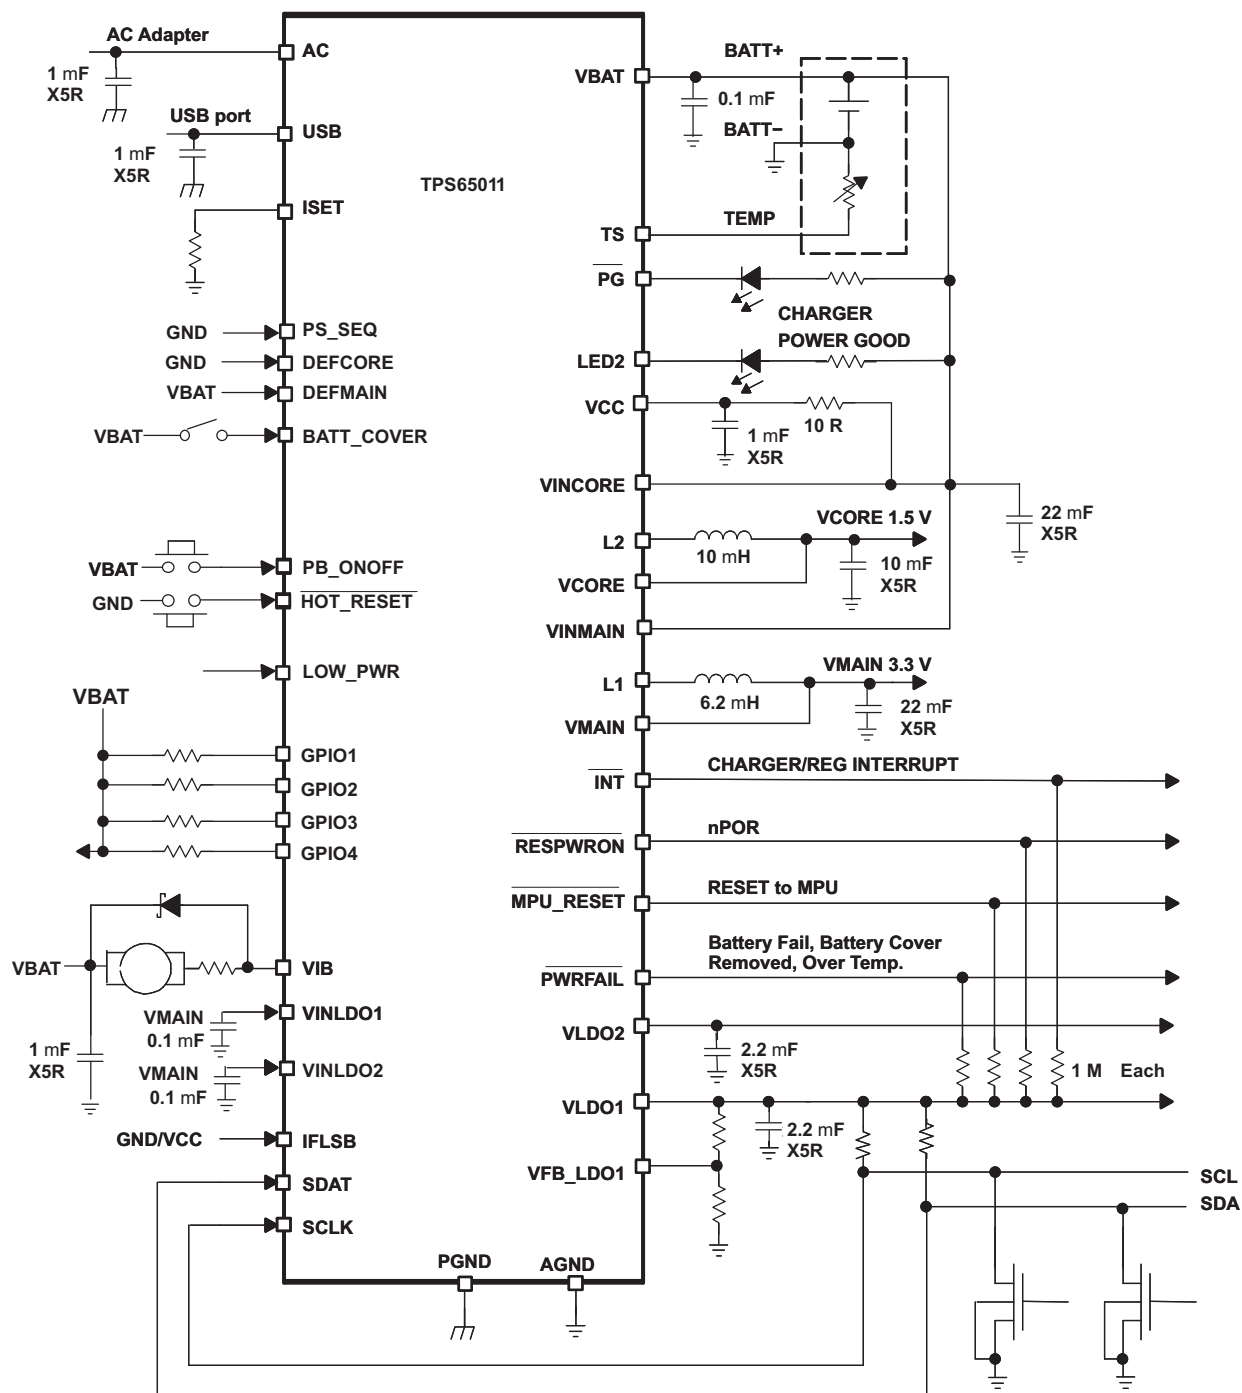 AC Adapter
1 mF
X5R
AC
USB port
1 mF
X5R
USB
TPS65011
ISET
GND
PS_SEQ
GND
DEFCORE
VBAT
DEFMAIN
VBAT
BATT_COVER
VBAT
PB_ONOFF
GND
HOT_RESET
LOW_PWR
VBAT
GPIO1
GPIO2
GPIO3
GPIO4
VBAT
VIB
1 mF
X5R
VMAIN
0.1 mF
VINLDO1
VMAIN
0.1 mF
VINLDO2
GND/VCC
IFLSB
SDAT
SCLK
PGND
AGND
VBAT
BATT+
0.1 mF
BATT−
TS
TEMP
PG
CHARGER
POWER GOOD
LED2
VCC
1 mF
X5R
10 R
VINCORE
22 mF
X5R
L2
10 mH
VCORE 1.5 V
10 mF
X5R
VCORE
VINMAIN
L1
6.2 mH
VMAIN 3.3 V
22 mF
X5R
VMAIN
INT
CHARGER/REG INTERRUPT
RESPWRON
nPOR
MPU_RESET
RESET to MPU
Battery Fail, Battery Cover
Removed, Over Temp.
PWRFAIL
VLDO2
2.2 mF
X5R
1 M Each
VLDO1
2.2 mF
X5R
VFB_LDO1
SCL
SDA